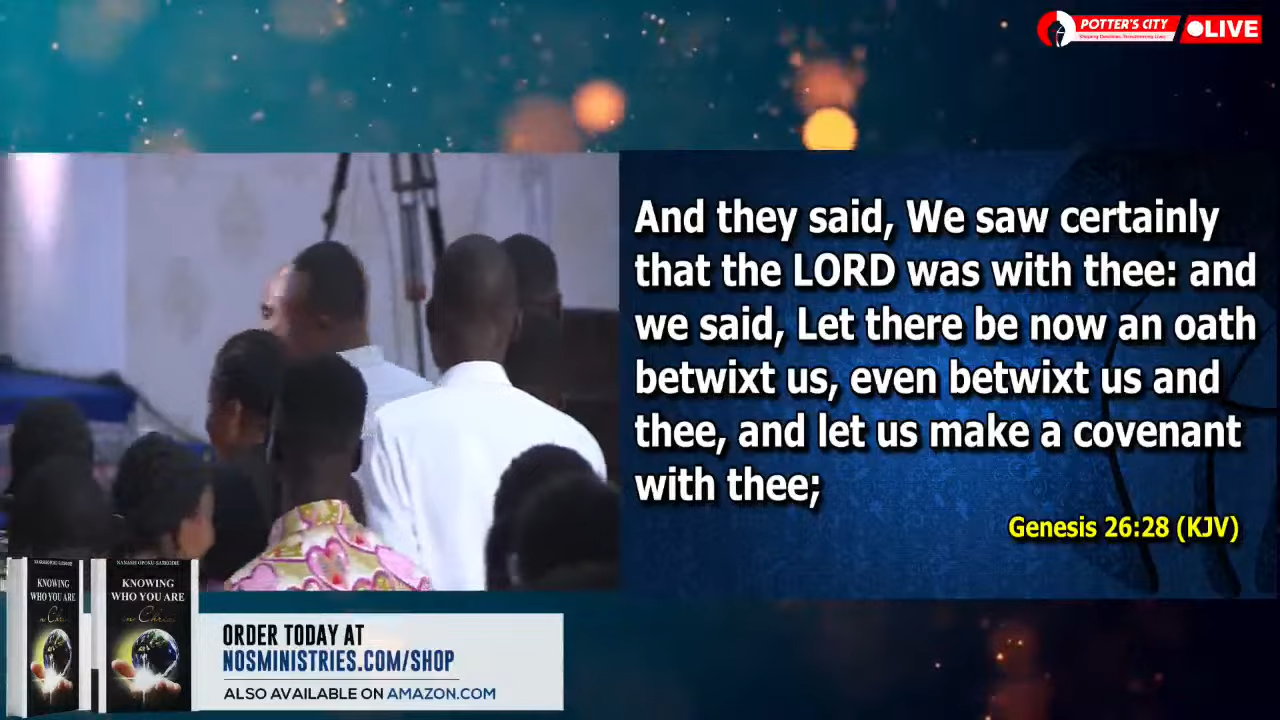 POTTER'S CITY
LIVE
And they said, We saw certainly
that the LORD was with thee: and
we said, Let there be now an oath
betwixt us, even betwixt us and
thee, and let us make a covenant
with thee;
Genesis 26:28 (KJV)
KNOWING
WHO YOU ARE
KNOWING
WHO YOU ARE
in Christ
ORDER TODAY AT
NOSMINISTRIES.COM/SHOP
ALSO AVAILABLE ON AMAZON.COM